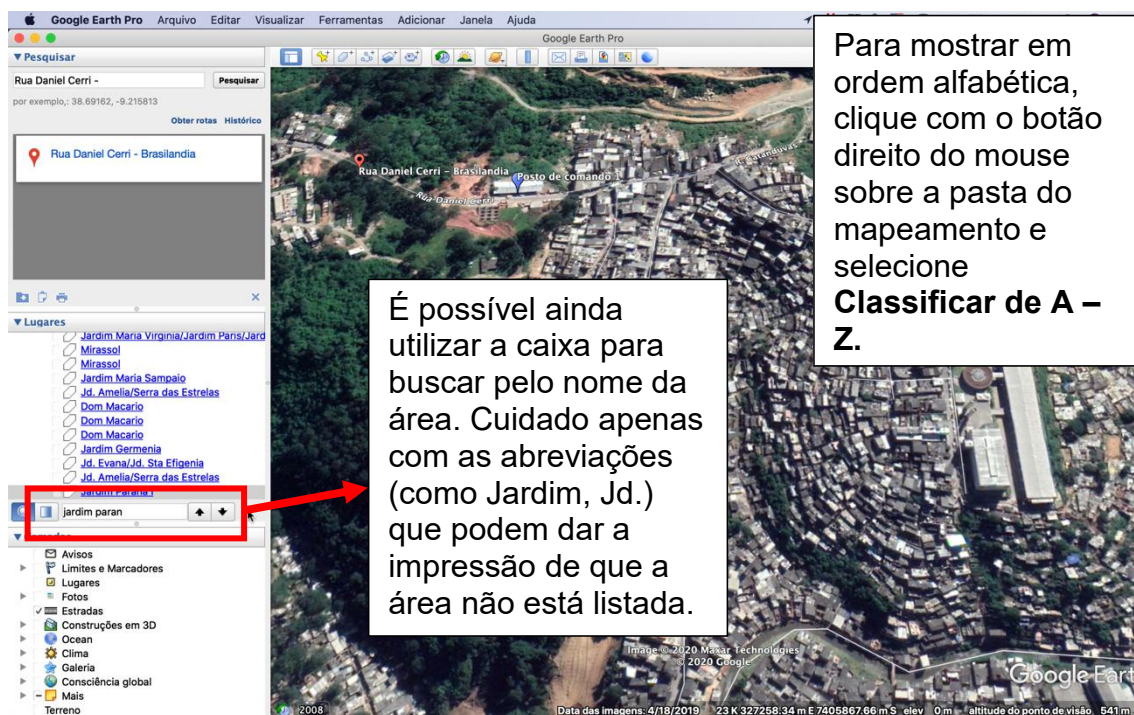 Google Earth Pro Arquivo Editar Visualizar Ferramentas Adicionar Janela Ajuda
Google Earth Pro
Pesquisar
Rua Daniel Cerri -
Pesquisar
por exemplo,: 38.69162, -9.215813
Obter rotas Histórico
Rua Daniel Cerri - Brasilandia
Lugares
Jardim Maria Virginia/Jardim Paris/Jard
Mirassol
Mirassol
Jardim Maria Sampaio
Jd. Amelia/Serra das Estrelas
Dom Macario
Dom Macario
Dom Macario
Jardim Germenia
Jd. Evana/Jd. Sta Efigenia
Jd. Amelia/Serra das Estrelas
Jardim Paraná I
jardim paran
Avisos
Limites e Marcadores
Lugares
Fotos
Estradas
Construções em 3D
Ocean
Clima
Galeria
Consciência global
Mais
Terreno
Rua Daniel Cerri - Brasilandia
Posto de comando
Rua Daniel Cerri
R. Catanduvas
Para mostrar em
ordem alfabética,
clique com o botão
direito do mouse
sobre a pasta do
mapeamento e
selecione
Classificar de A –
Z.
É possível ainda
utilizar a caixa para
buscar pelo nome da
área. Cuidado apenas
com as abreviações
(como Jardim, Jd.)
que podem dar a
impressão de que a
área não está listada.
Image © 2020 Maxar Technologies
© 2020 Google
Google Eart
2008
Data das imagens: 4/18/2019 23 K 327258.34 m E 7405867.66 m S elev 0 m altitude do ponto de visão 541 m